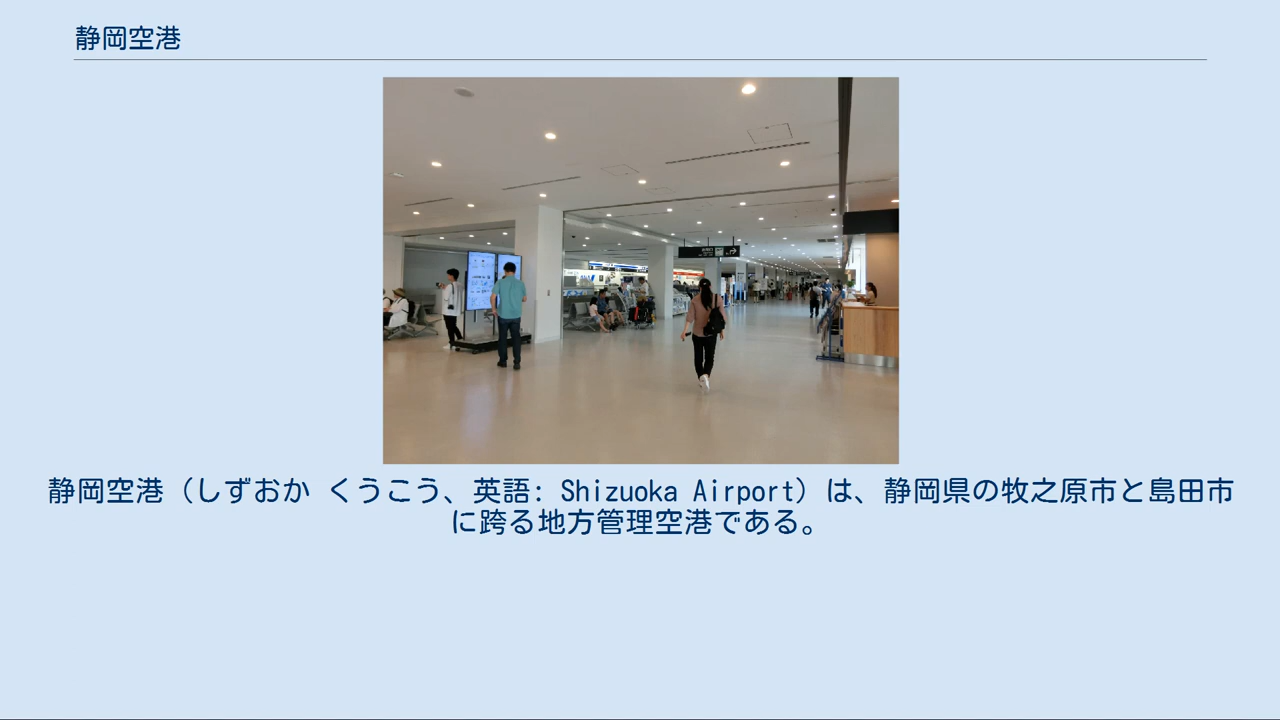 静岡空港
静岡空港（しずおか くうこう、英語: Shizuoka Airport）は、静岡県の牧之原市と島田市
に跨る地方管理空港である。